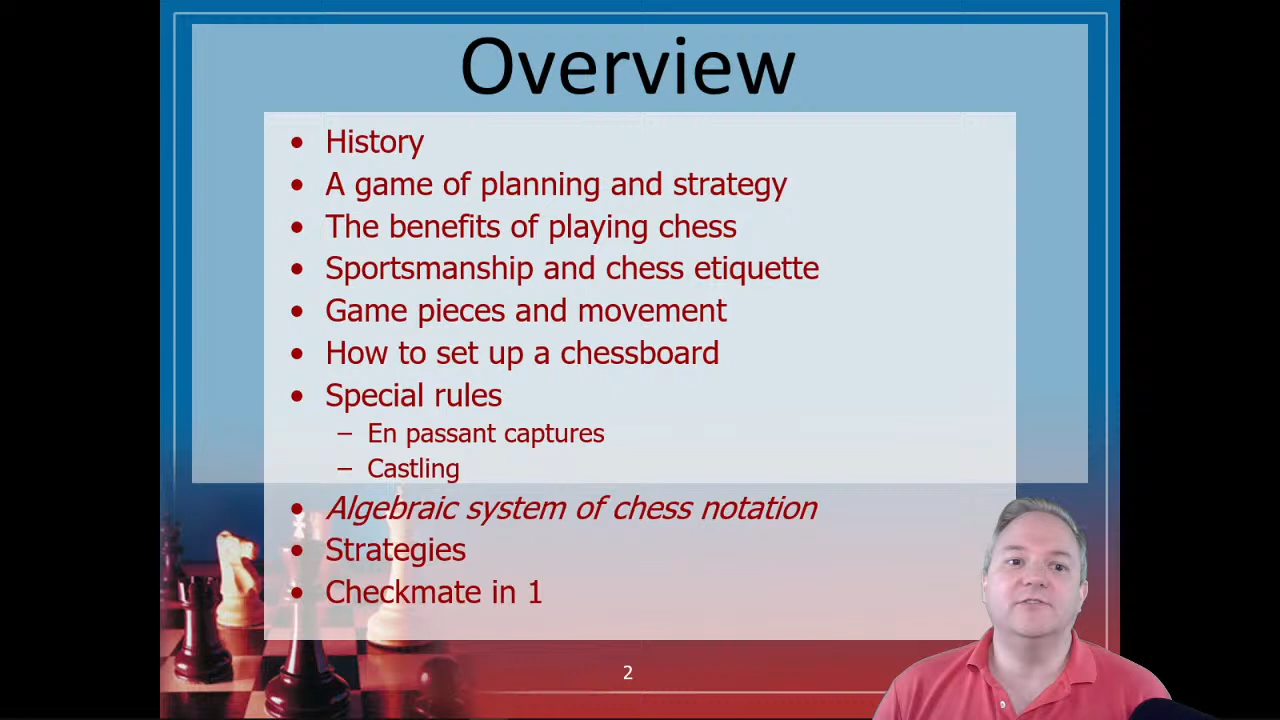 Overview
• History
• A game of planning and strategy
• The benefits of playing chess
• Sportsmanship and chess etiquette
• Game pieces and movement
• How to set up a chessboard
• Special rules
– En passant captures
– Castling
• Algebraic system of chess notation
• Strategies
• Checkmate in 1
2